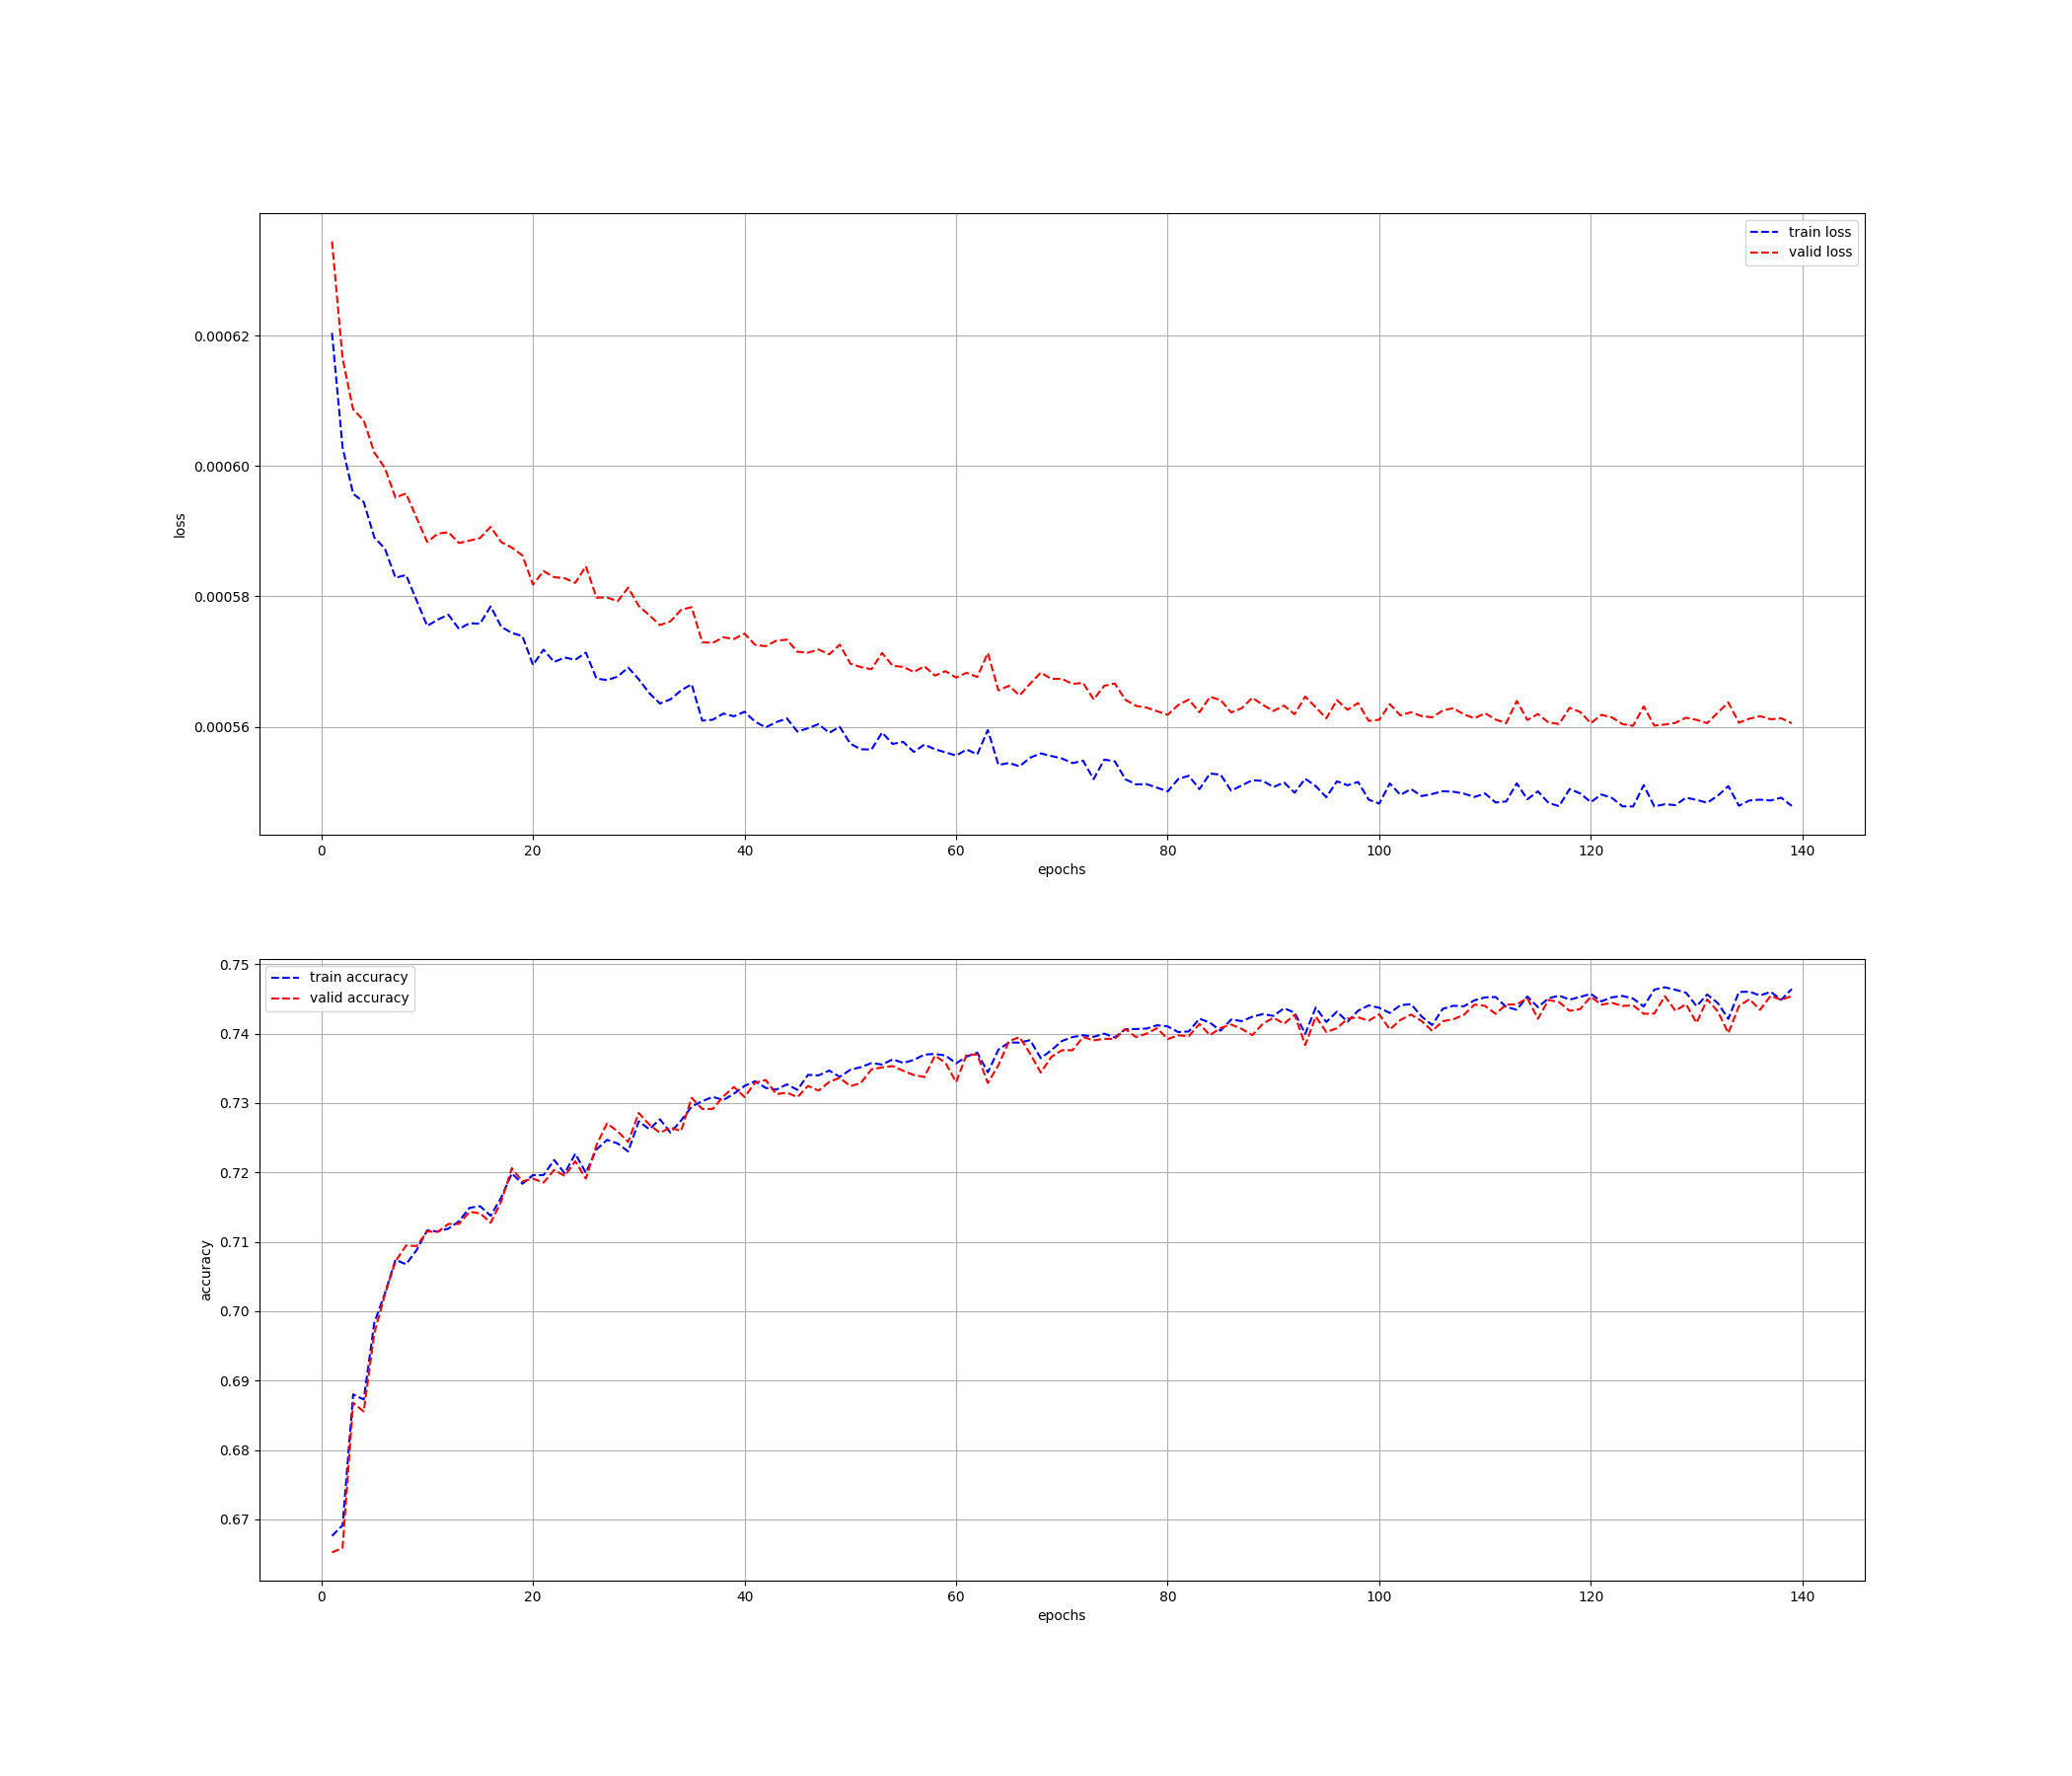 train loss
valid loss
0.00062
0.00060
0.00058
0.00056
loss
0 20 40 60 80 100 120 140
epochs
train accuracy
valid accuracy
0.75
0.74
0.73
0.72
0.71
0.70
0.69
0.68
0.67
accuracy
0 20 40 60 80 100 120 140
epochs